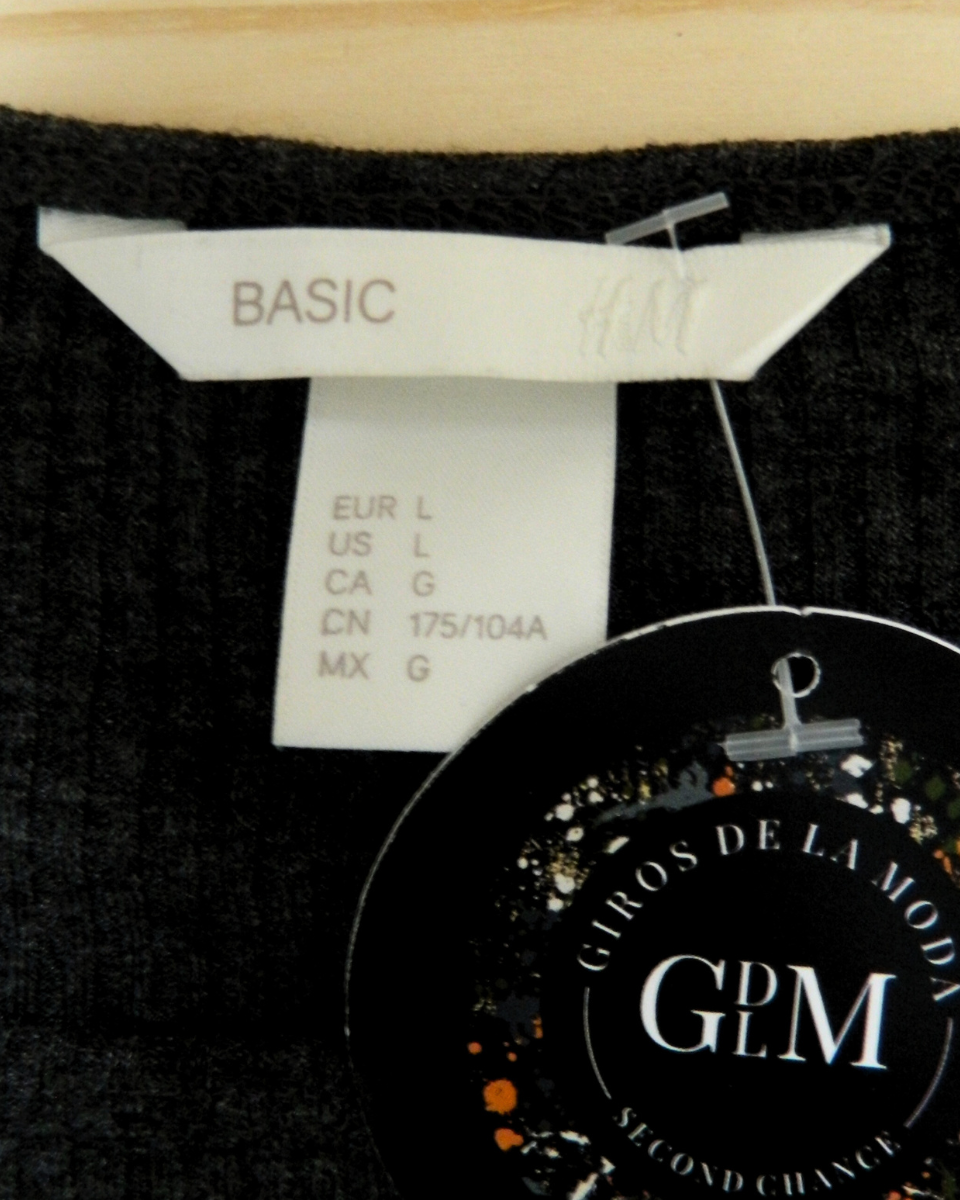 BASIC H&M
EUR L
US L
CA G
CN 175/104A
MX G
GIROS DE LA MODA
GDLM
SECOND CHANCE